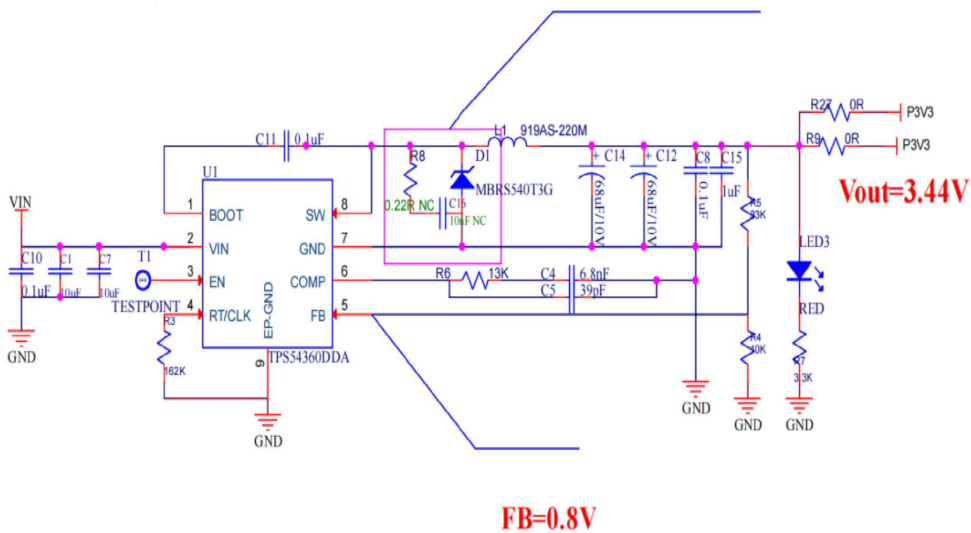 R27
0R
P3V3
R9
0R
P3V3
C11
0.1uF
L1
919AS-220M
D1
R8
MBRS540T3G
0.22R NC
10nF NC
+ C14
68uF/10V
+ C12
68uF/10V
C8
0.1uF
C15
1uF
Vout=3.44V
U1
1
BOOT
SW
8
2
VIN
GND
7
3
EN
COMP
6
4
RT/CLK
FB
5
EP-GND
9
TPS54360DDA
VIN
C10
0.1uF
C1
10uF
C7
10uF
GND
T1
TESTPOINT
R3
162K
GND
R6
13K
C4
6.8nF
C5
39pF
GND
R5
33K
R4
10K
GND
LED3
RED
R7
3.3K
GND
FB=0.8V